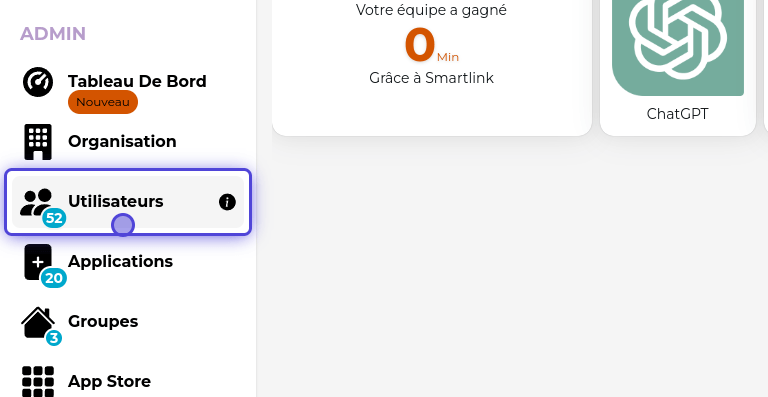 ADMIN
Tableau De Bord
Nouveau
Organisation
Utilisateurs
52
Applications
20
Groupes
3
App Store
Votre équipe a gagné
0 Min
Grâce à Smartlink
ChatGPT